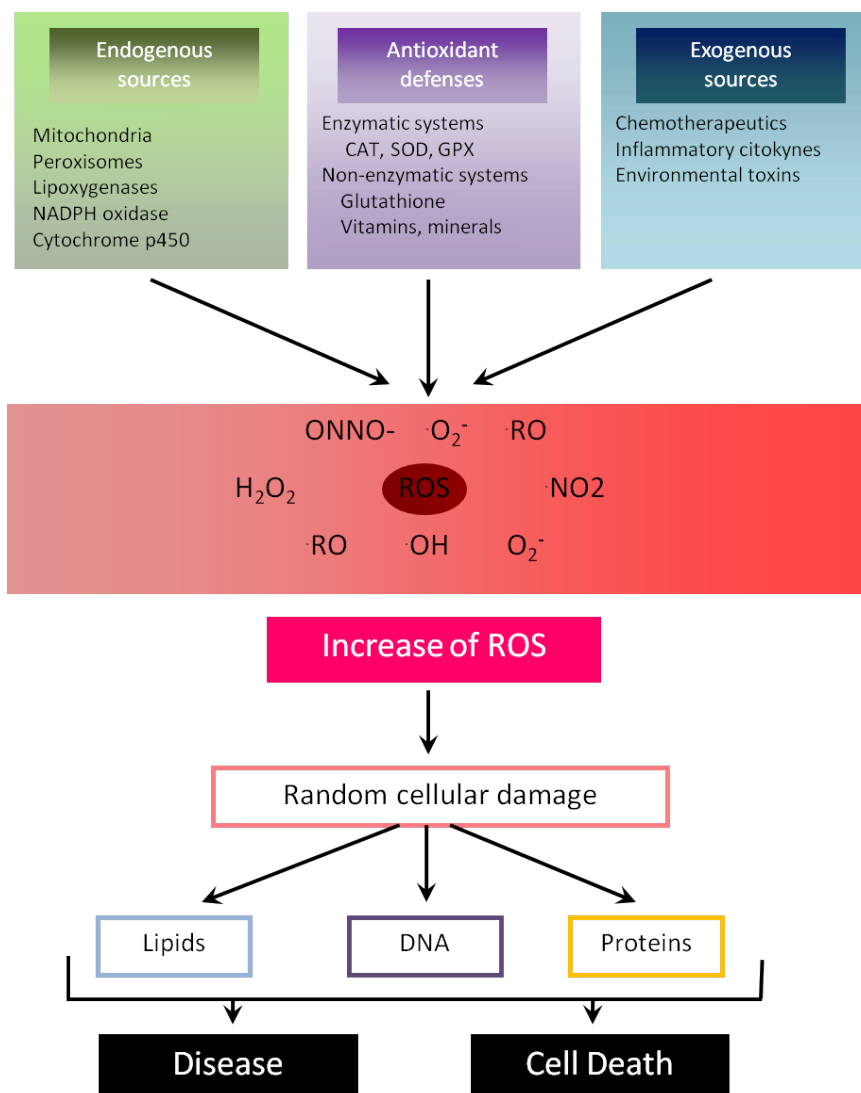 Endogenous
sources
Mitochondria
Peroxisomes
Lipoxygenases
NADPH oxidase
Cytochrome p450
Antioxidant
defenses
Enzymatic systems
CAT, SOD, GPX
Non-enzymatic systems
Glutathione
Vitamins, minerals
Exogenous
sources
Chemotherapeutics
Inflammatory citokynes
Environmental toxins
ONNO- ·O₂⁻ ·RO
H₂O₂ ROS ·NO2
·RO ·OH O₂⁻
Increase of ROS
Random cellular damage
Lipids DNA Proteins
Disease Cell Death